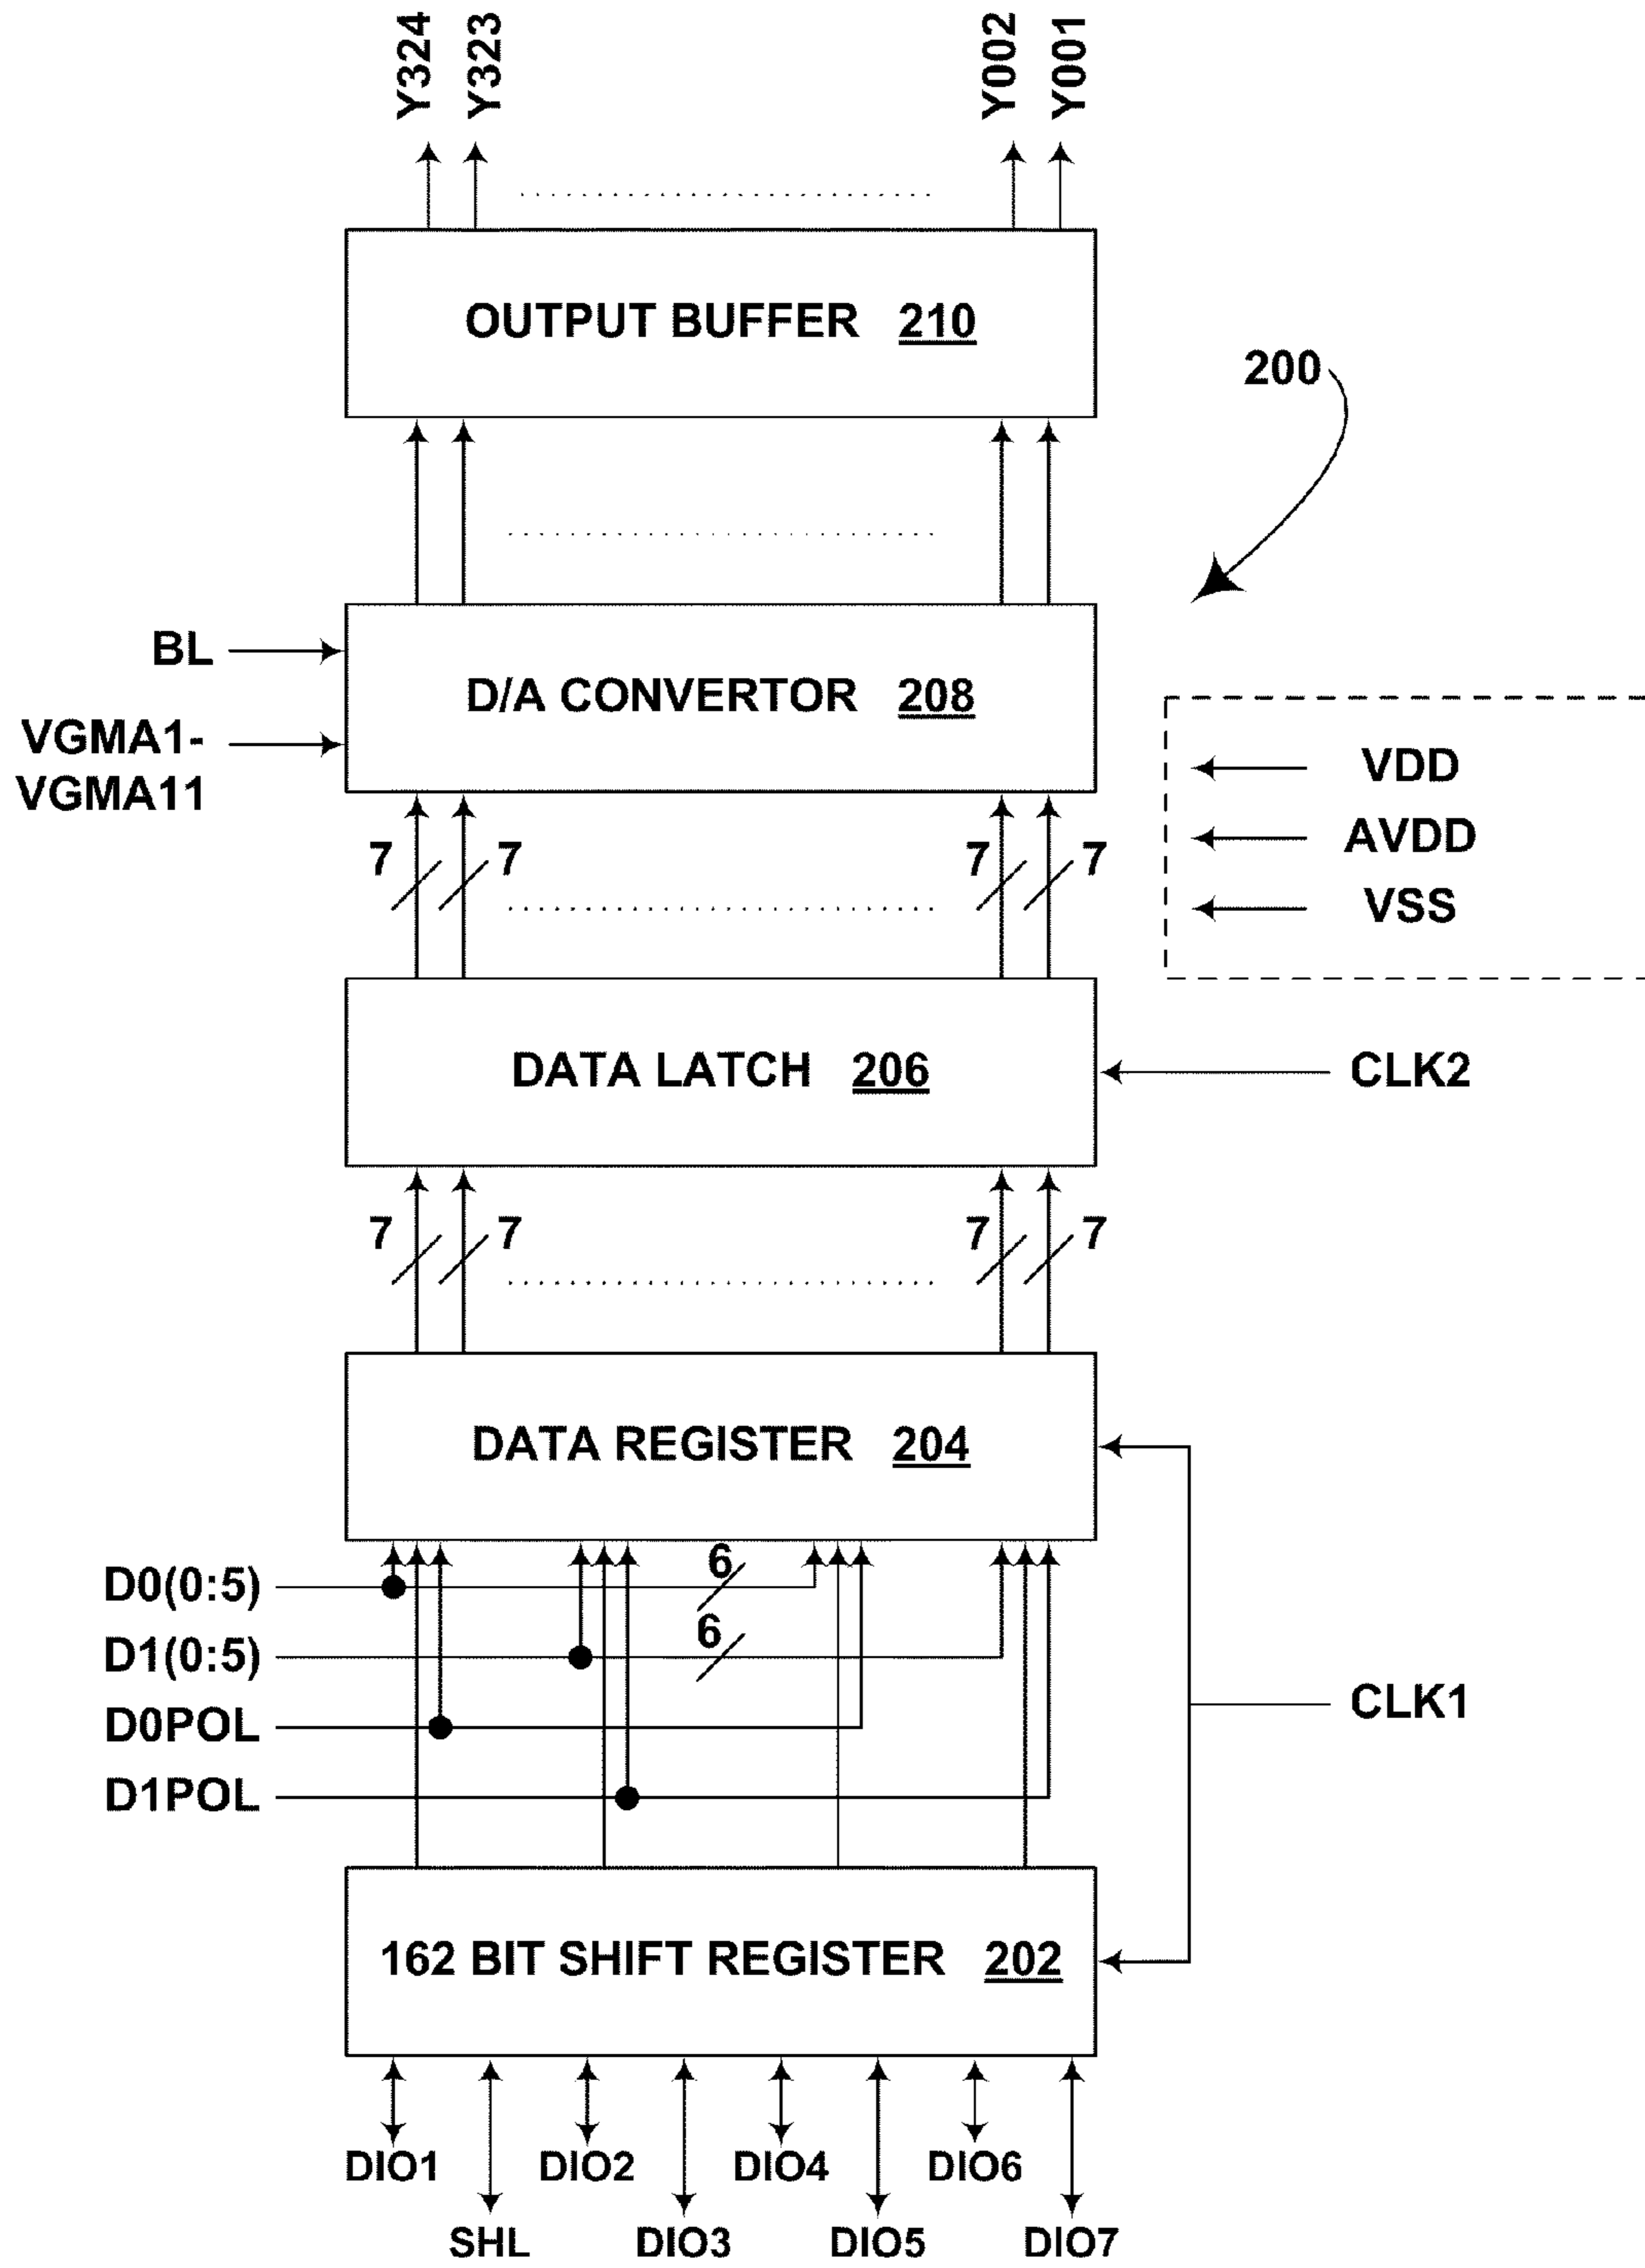 Y324
Y323
Y002
Y001
OUTPUT BUFFER 210
200
BL
D/A CONVERTOR 208
VGMA1-
VGMA11
VDD
AVDD
VSS
7
7
7
7
DATA LATCH 206
CLK2
7
7
7
7
DATA REGISTER 204
D0(0:5)
6
D1(0:5)
6
D0POL
CLK1
D1POL
162 BIT SHIFT REGISTER 202
DIO1
DIO2
DIO4
DIO6
SHL
DIO3
DIO5
DIO7